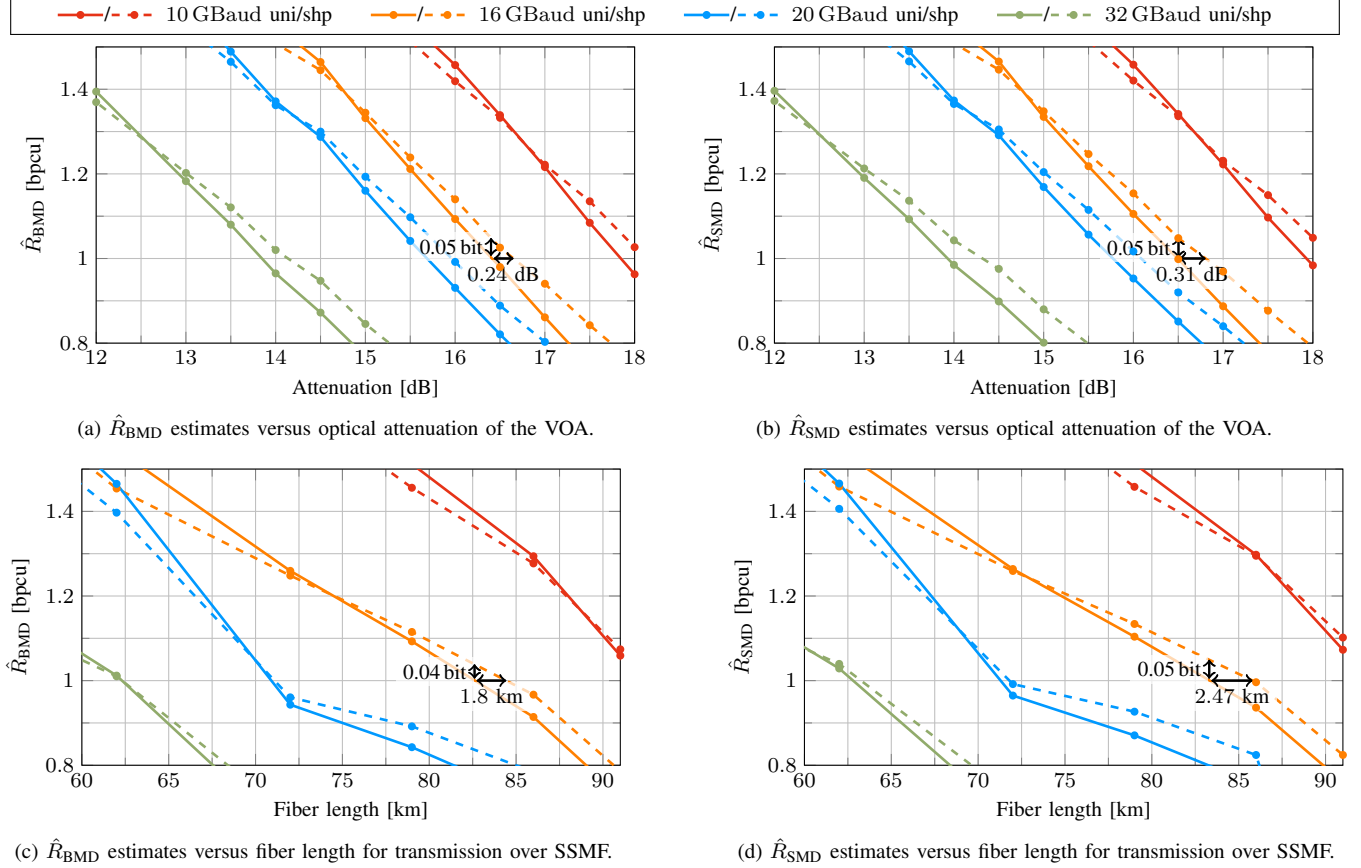 / 10 GBaud uni/shp / 16 GBaud uni/shp / 20 GBaud uni/shp / 32 GBaud uni/shp
1.4
1.2
1
0.8
R̂BMD [bpcu]
0.05 bit
0.24 dB
12 13 14 15 16 17 18
Attenuation [dB]
(a) R̂BMD estimates versus optical attenuation of the VOA.
1.4
1.2
1
0.8
R̂SMD [bpcu]
0.05 bit
0.31 dB
12 13 14 15 16 17 18
Attenuation [dB]
(b) R̂SMD estimates versus optical attenuation of the VOA.
1.4
1.2
1
0.8
R̂BMD [bpcu]
0.04 bit
1.8 km
60 65 70 75 80 85 90
Fiber length [km]
(c) R̂BMD estimates versus fiber length for transmission over SSMF.
1.4
1.2
1
0.8
R̂SMD [bpcu]
0.05 bit
2.47 km
60 65 70 75 80 85 90
Fiber length [km]
(d) R̂SMD estimates versus fiber length for transmission over SSMF.